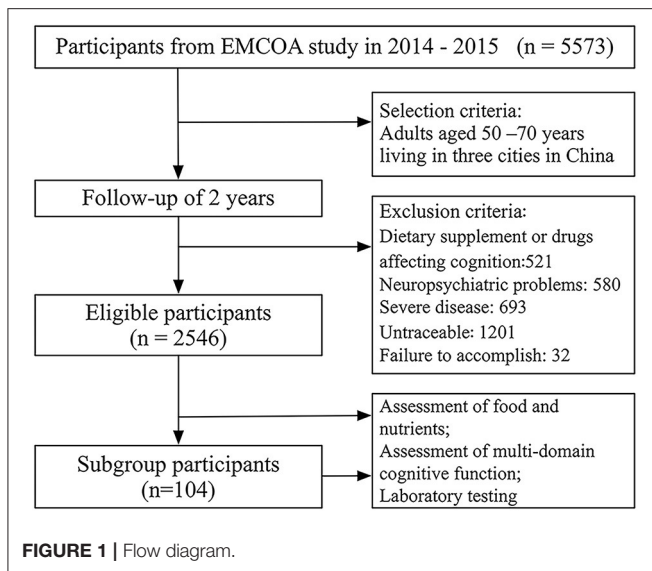 Participants from EMCOA study in 2014 - 2015 (n = 5573)
Selection criteria:
Adults aged 50 –70 years
living in three cities in China
Follow-up of 2 years
Exclusion criteria:
Dietary supplement or drugs
affecting cognition:521
Neuropsychiatric problems: 580
Severe disease: 693
Untraceable: 1201
Failure to accomplish: 32
Eligible participants
(n = 2546)
Assessment of food and
nutrients;
Assessment of multi-domain
cognitive function;
Laboratory testing
Subgroup participants
(n=104)
FIGURE 1 | Flow diagram.